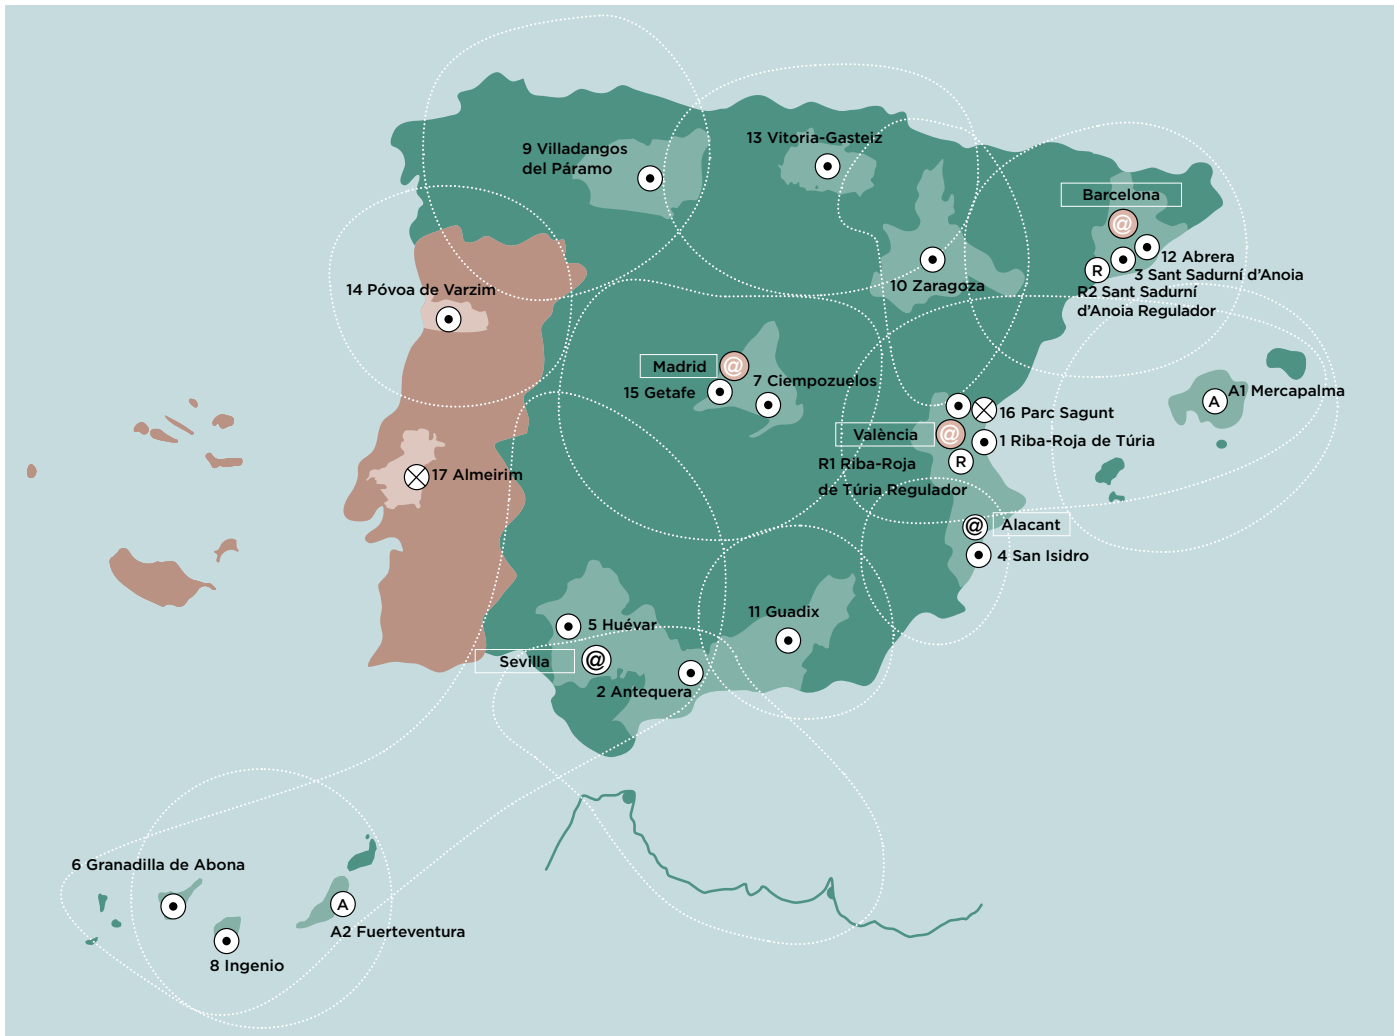 9 Villadangos
del Páramo
13 Vitoria-Gasteiz
Barcelona
@
12 Abrera
3 Sant Sadurní d’Anoia
R
R2 Sant Sadurní
d’Anoia Regulador
10 Zaragoza
14 Póvoa de Varzim
Madrid
@
7 Ciempozuelos
15 Getafe
A
A1 Mercapalma
16 Parc Sagunt
València
@
1 Riba-Roja de Túria
R1 Riba-Roja
de Túria Regulador
R
17 Almeirim
@
Alacant
4 San Isidro
11 Guadix
5 Huévar
Sevilla
@
2 Antequera
6 Granadilla de Abona
A
A2 Fuerteventura
8 Ingenio